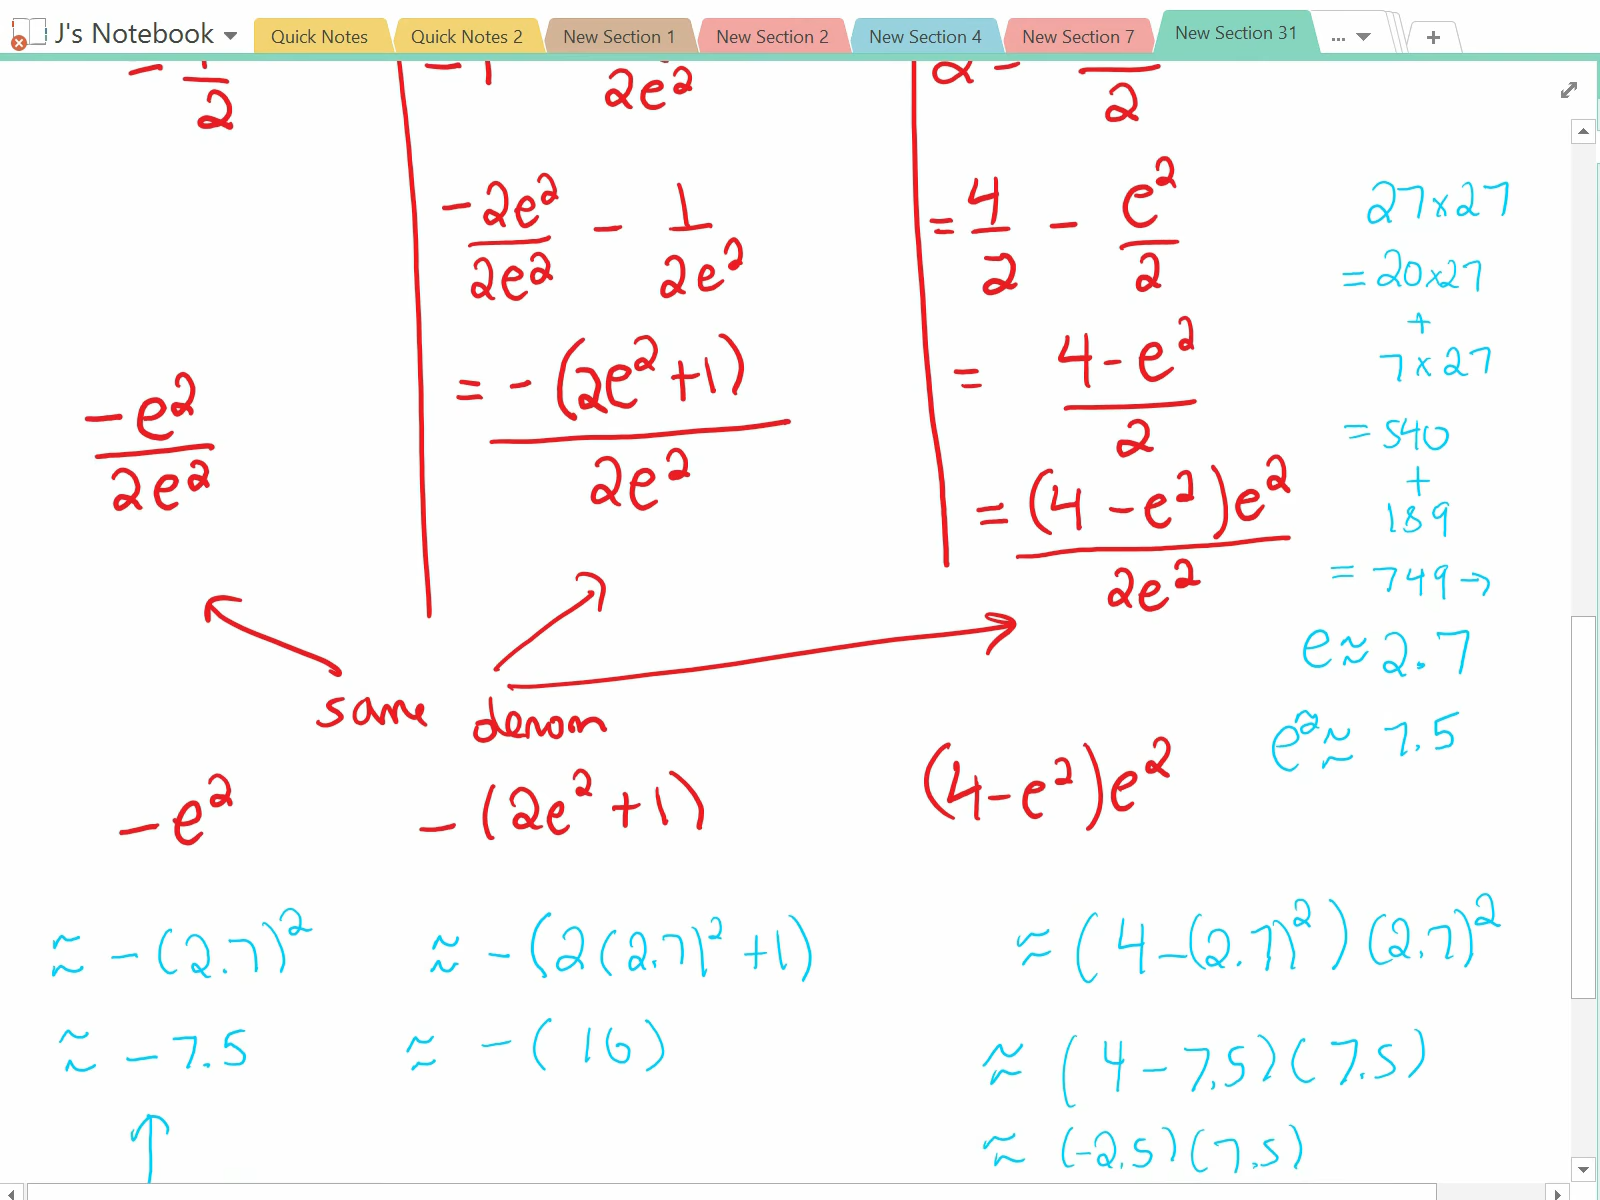 J's Notebook
Quick Notes
Quick Notes 2
New Section 1
New Section 2
New Section 4
New Section 7
New Section 31
...
+
- 1/2
= -1 2e²
2 - /2
-2e²/2e² - 1/2e²
= 4/2 - e²/2
= -(2e²+1)/2e²
= 4-e²/2
-e²/2e²
= (4-e²)e²/2e²
27×27
= 20×27
+
7×27
= 540
+
189
= 749→
e≈2.7
e²≈ 7.5
same denom
-e²
-(2e²+1)
(4-e²)e²
≈ -(2.7)²
≈ -(2(2.7)²+1)
≈ (4-(2.7)²)(2.7)²
≈ -7.5
≈ -(16)
≈ (4-7.5)(7.5)
≈ (-2.5)(7.5)